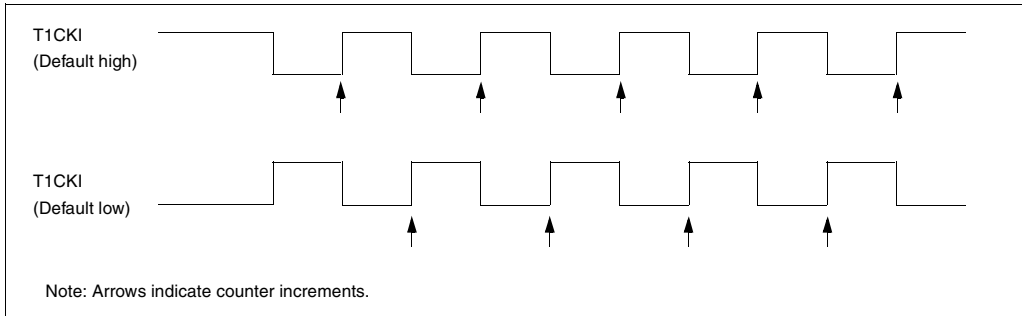 T1CKI
(Default high)
T1CKI
(Default low)
Note: Arrows indicate counter increments.